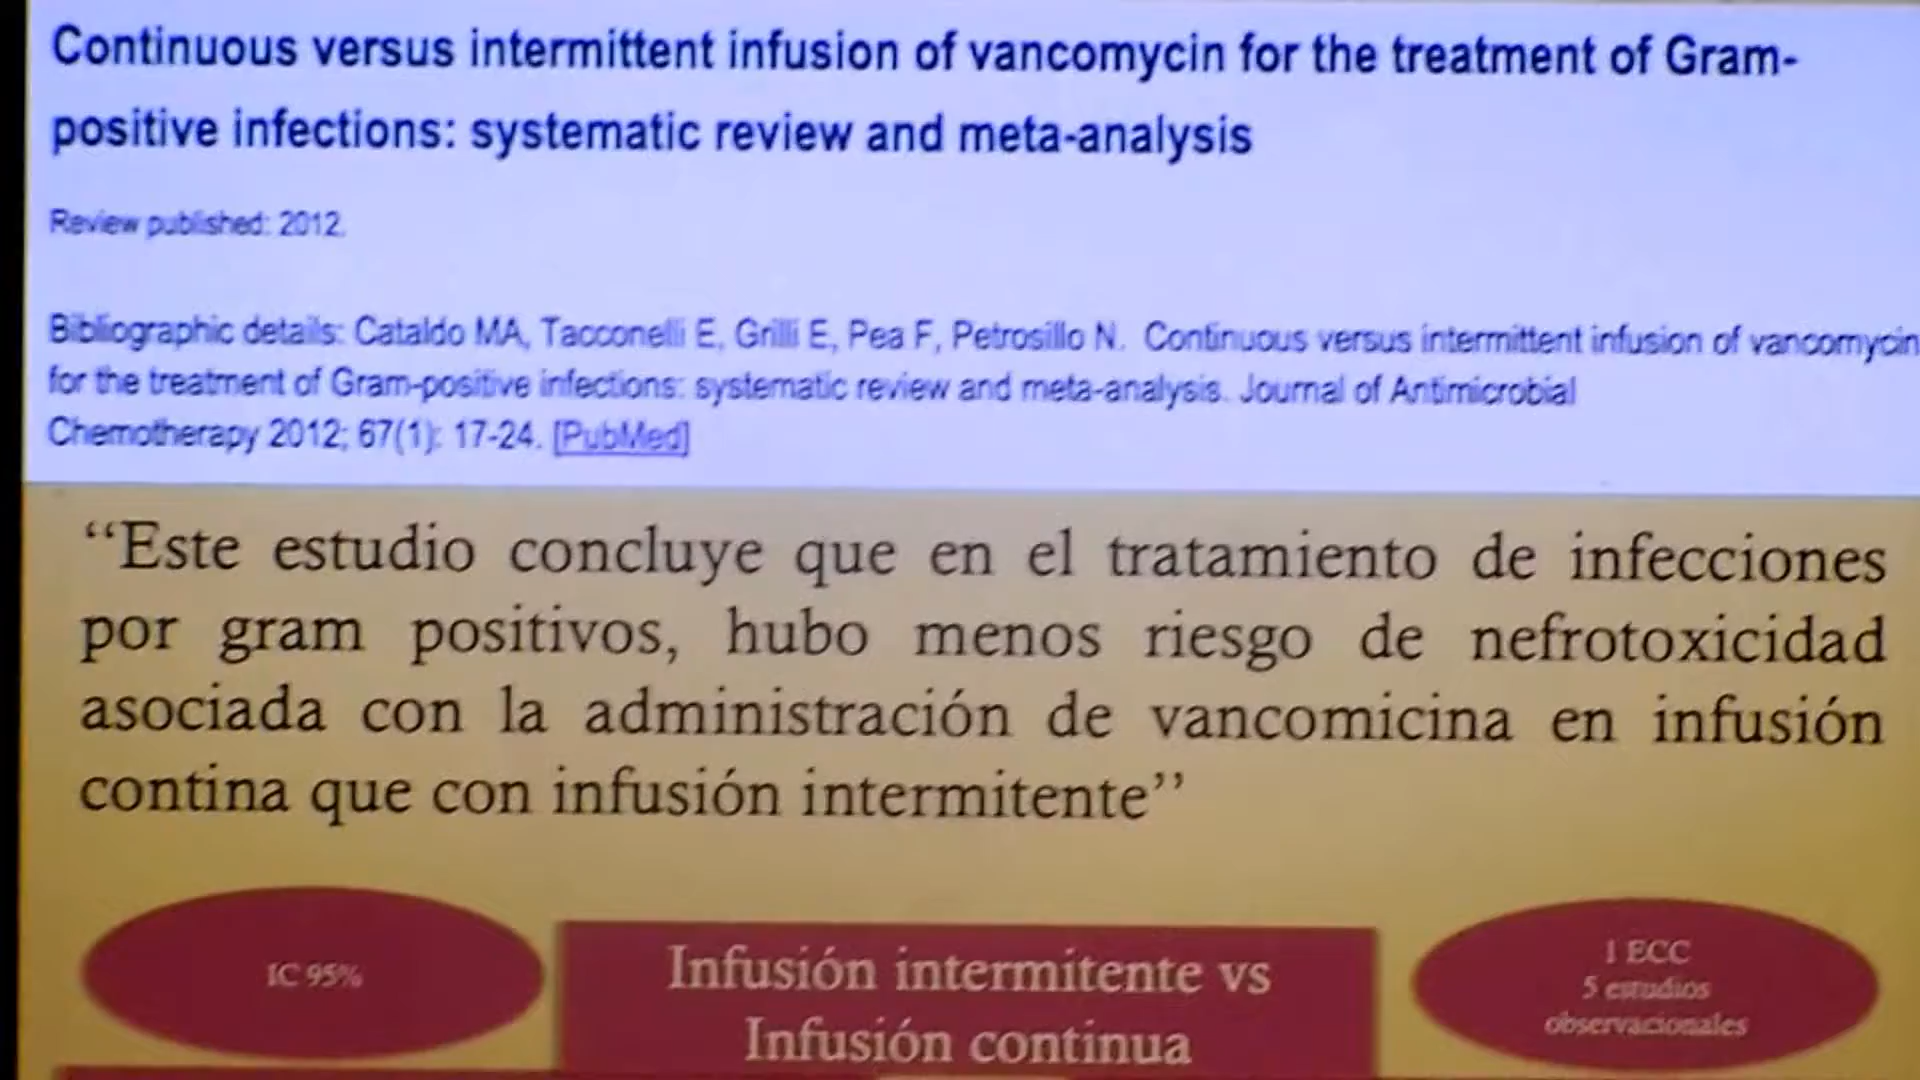 Continuous versus intermittent infusion of vancomycin for the treatment of Gram-
positive infections: systematic review and meta-analysis
Review published: 2012.
Bibliographic details: Cataldo MA, Tacconelli E, Grilli E, Pea F, Petrosillo N. Continuous versus intermittent infusion of vancomycin
for the treatment of Gram-positive infections: systematic review and meta-analysis. Journal of Antimicrobial
Chemotherapy 2012; 67(1): 17-24. [PubMed]
“Este estudio concluye que en el tratamiento de infecciones
por gram positivos, hubo menos riesgo de nefrotoxicidad
asociada con la administración de vancomicina en infusión
contina que con infusión intermitente”
IC 95%
Infusión intermitente vs
Infusión continua
1 ECC
5 estudios
observacionales